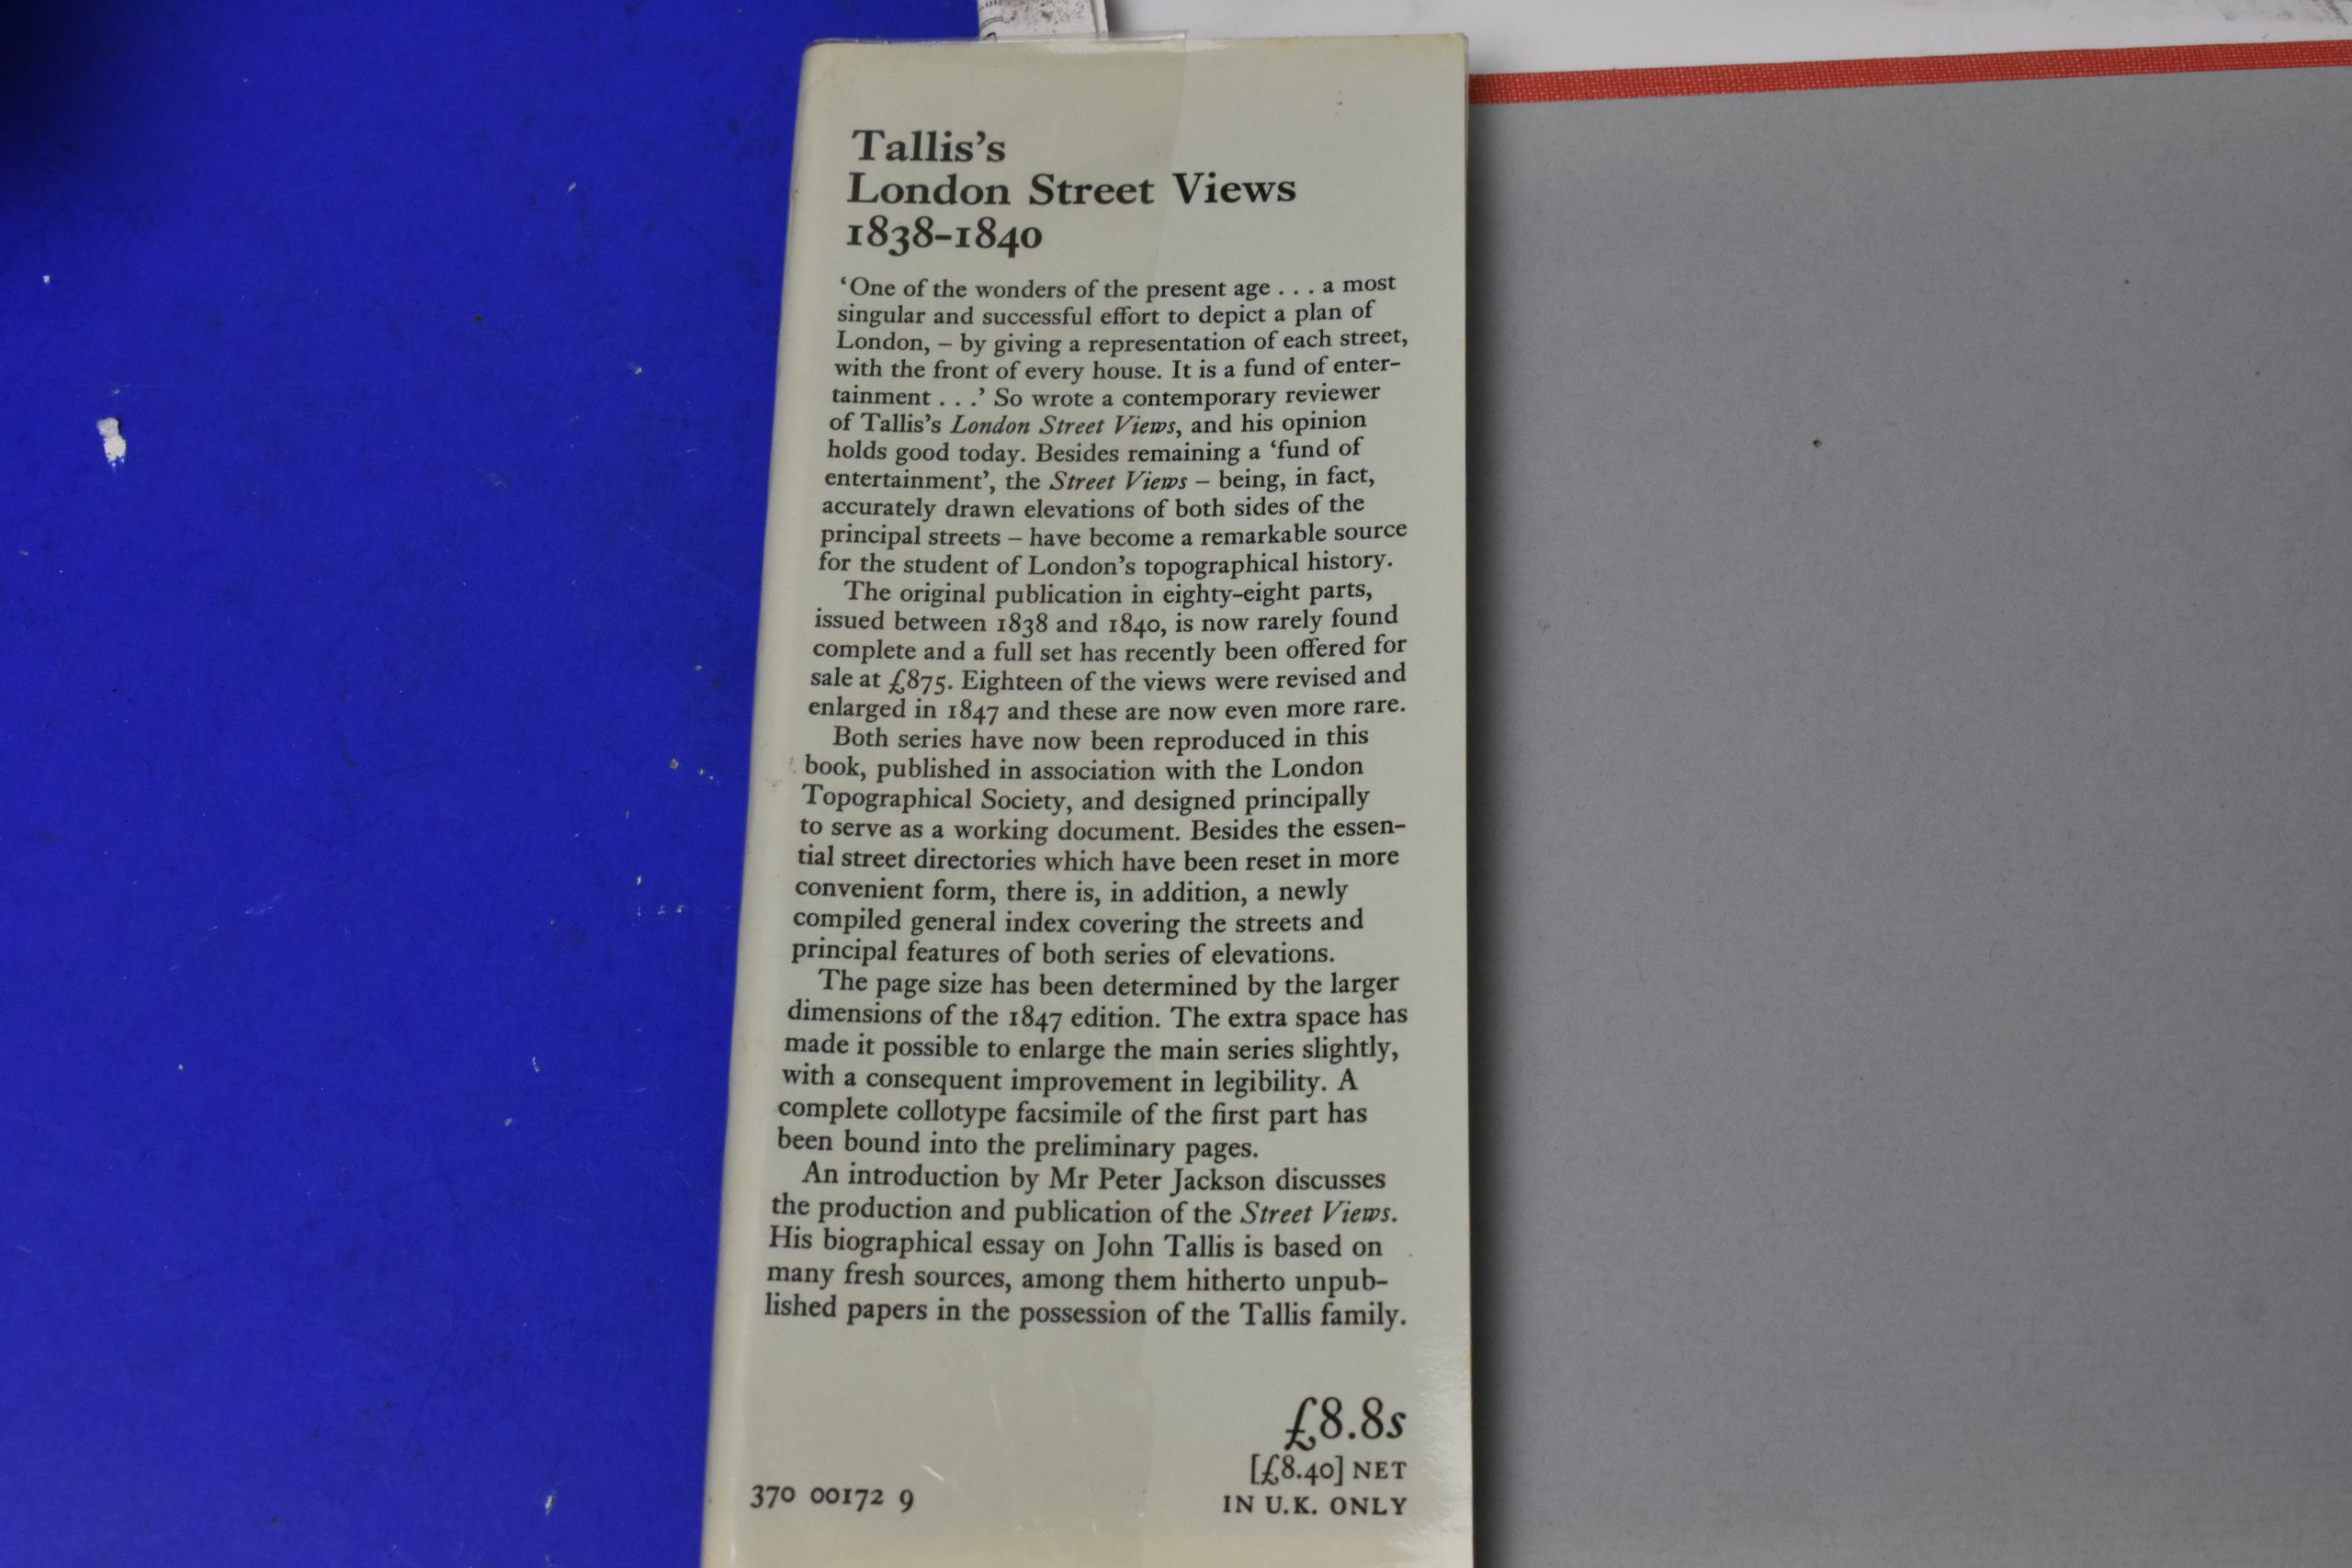 Tallis's
London Street Views
1838–1840
‘One of the wonders of the present age . . . a most
singular and successful effort to depict a plan of
London, – by giving a representation of each street,
with the front of every house. It is a fund of enter-
tainment . . .’ So wrote a contemporary reviewer
of Tallis’s London Street Views, and his opinion
holds good today. Besides remaining a ‘fund of
entertainment’, the Street Views – being, in fact,
accurately drawn elevations of both sides of the
principal streets – have become a remarkable source
for the student of London’s topographical history.
The original publication in eighty-eight parts,
issued between 1838 and 1840, is now rarely found
complete and a full set has recently been offered for
sale at £875. Eighteen of the views were revised and
enlarged in 1847 and these are now even more rare.
Both series have now been reproduced in this
book, published in association with the London
Topographical Society, and designed principally
to serve as a working document. Besides the essen-
tial street directories which have been reset in more
convenient form, there is, in addition, a newly
compiled general index covering the streets and
principal features of both series of elevations.
The page size has been determined by the larger
dimensions of the 1847 edition. The extra space has
made it possible to enlarge the main series slightly,
with a consequent improvement in legibility. A
complete collotype facsimile of the first part has
been bound into the preliminary pages.
An introduction by Mr Peter Jackson discusses
the production and publication of the Street Views.
His biographical essay on John Tallis is based on
many fresh sources, among them hitherto unpub-
lished papers in the possession of the Tallis family.
£8.8s
[£8.40] NET
370 00172 9
IN U.K. ONLY